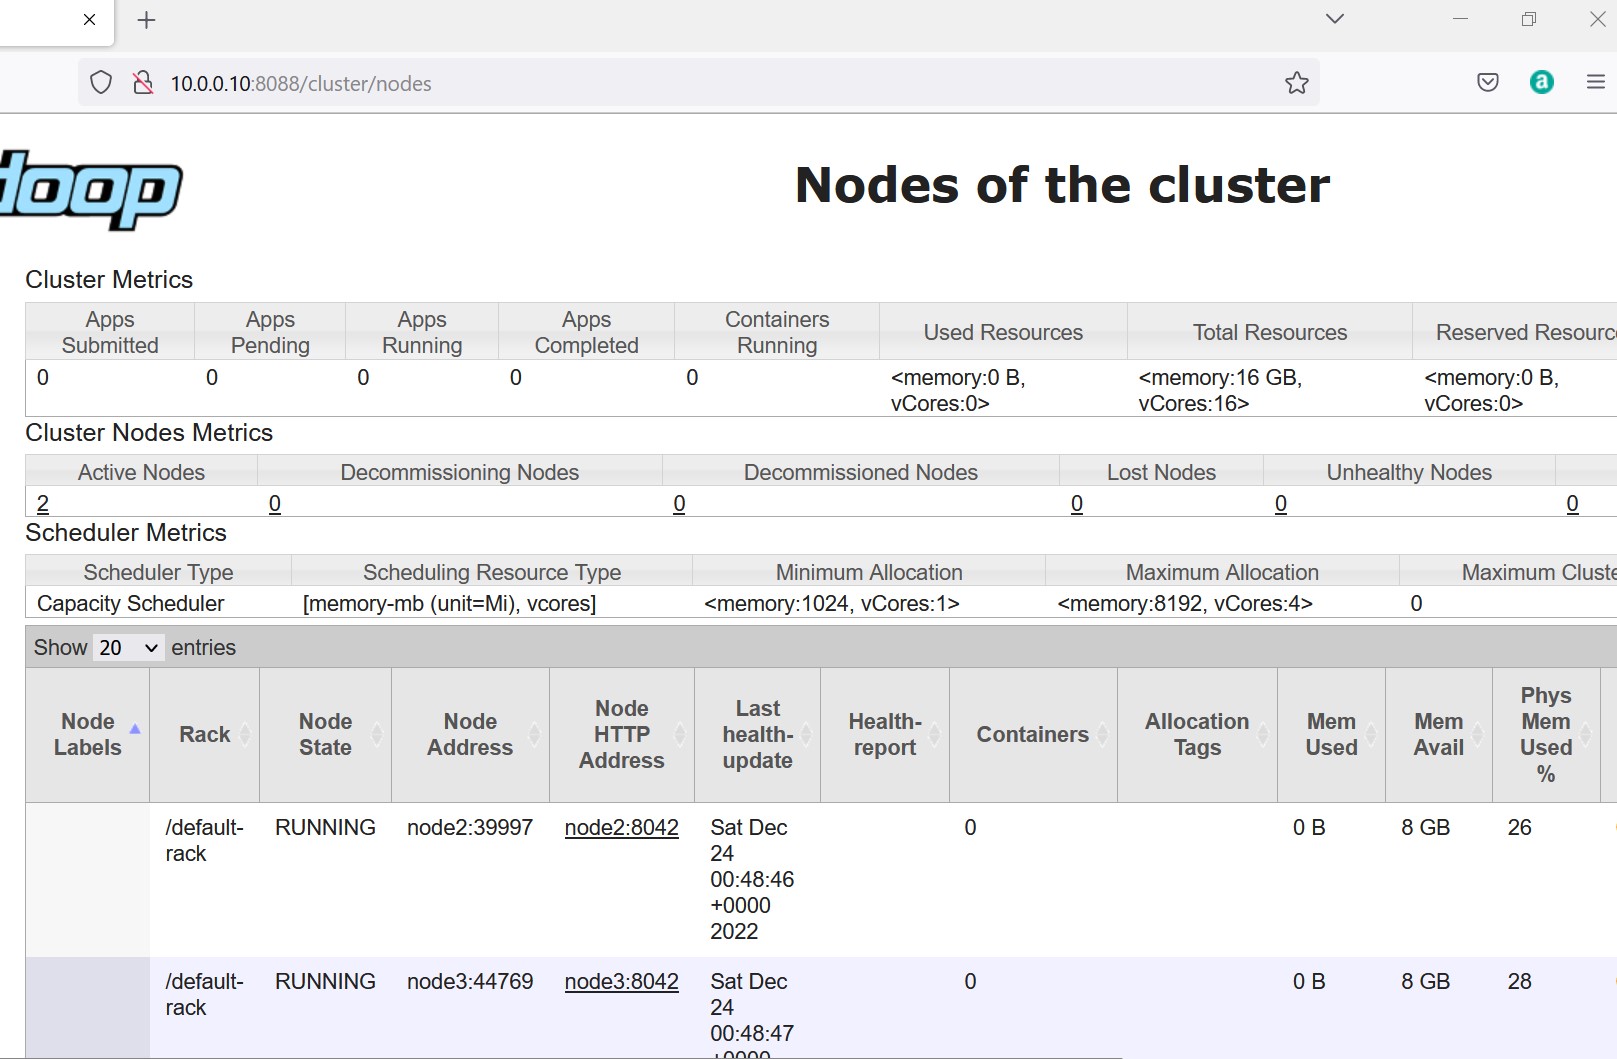 10.0.0.10:8088/cluster/nodes
doop
Nodes of the cluster
Cluster Metrics
Apps Submitted Apps Pending Apps Running Apps Completed Containers Running Used Resources Total Resources Reserved
0 0 0 0 0 <memory:0 B, vCores:0> <memory:16 GB, vCores:16> <memory:0 B, vCores:0>
Cluster Nodes Metrics
Active Nodes Decommissioning Nodes Decommissioned Nodes Lost Nodes Unhealthy Nodes
2 0 0 0 0 0
Scheduler Metrics
Scheduler Type Scheduling Resource Type Minimum Allocation Maximum Allocation Maximum
Capacity Scheduler [memory-mb (unit=Mi), vcores] <memory:1024, vCores:1> <memory:8192, vCores:4> 0
Show 20 entries
Node Labels Rack Node State Node Address Node HTTP Address Last health-update Health-report Containers Allocation Tags Mem Used Mem Avail Phys Mem Used %
/default-rack RUNNING node2:39997 node2:8042 Sat Dec 24 00:48:46 +0000 2022 0 0 B 8 GB 26
/default-rack RUNNING node3:44769 node3:8042 Sat Dec 24 00:48:47 +0000 0 0 B 8 GB 28